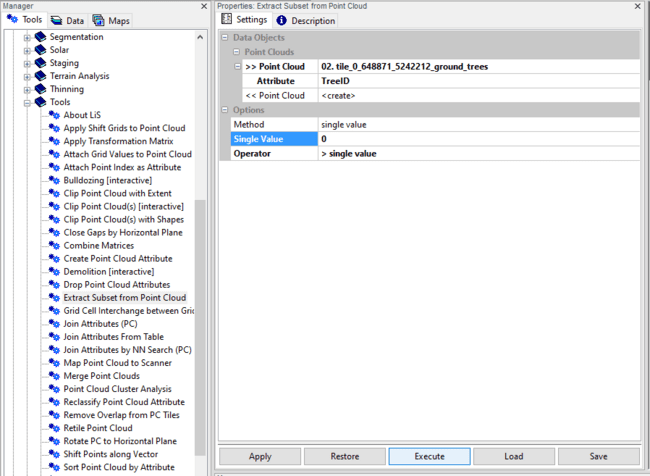 Manager
Tools Data Maps
Segmentation
Solar
Staging
Terrain Analysis
Thinning
Tools
About LiS
Apply Shift Grids to Point Cloud
Apply Transformation Matrix
Attach Grid Values to Point Cloud
Attach Point Index as Attribute
Bulldozing [interactive]
Clip Point Cloud with Extent
Clip Point Cloud(s) [interactive]
Clip Point Cloud(s) with Shapes
Close Gaps by Horizontal Plane
Combine Matrices
Create Point Cloud Attribute
Demolition [interactive]
Drop Point Cloud Attributes
Extract Subset from Point Cloud
Grid Cell Interchange between Grid
Join Attributes (PC)
Join Attributes From Table
Join Attributes by NN Search (PC)
Map Point Cloud to Scanner
Merge Point Clouds
Point Cloud Cluster Analysis
Reclassify Point Cloud Attribute
Remove Overlap from PC Tiles
Retile Point Cloud
Rotate PC to Horizontal Plane
Shift Points along Vector
Sort Point Cloud by Attribute
Properties: Extract Subset from Point Cloud
Settings Description
Data Objects
Point Clouds
>> Point Cloud 02. tile_0_648871_5242212_ground_trees
Attribute TreeID
<< Point Cloud <create>
Options
Method single value
Single Value 0
Operator > single value
Apply Restore Execute Load Save